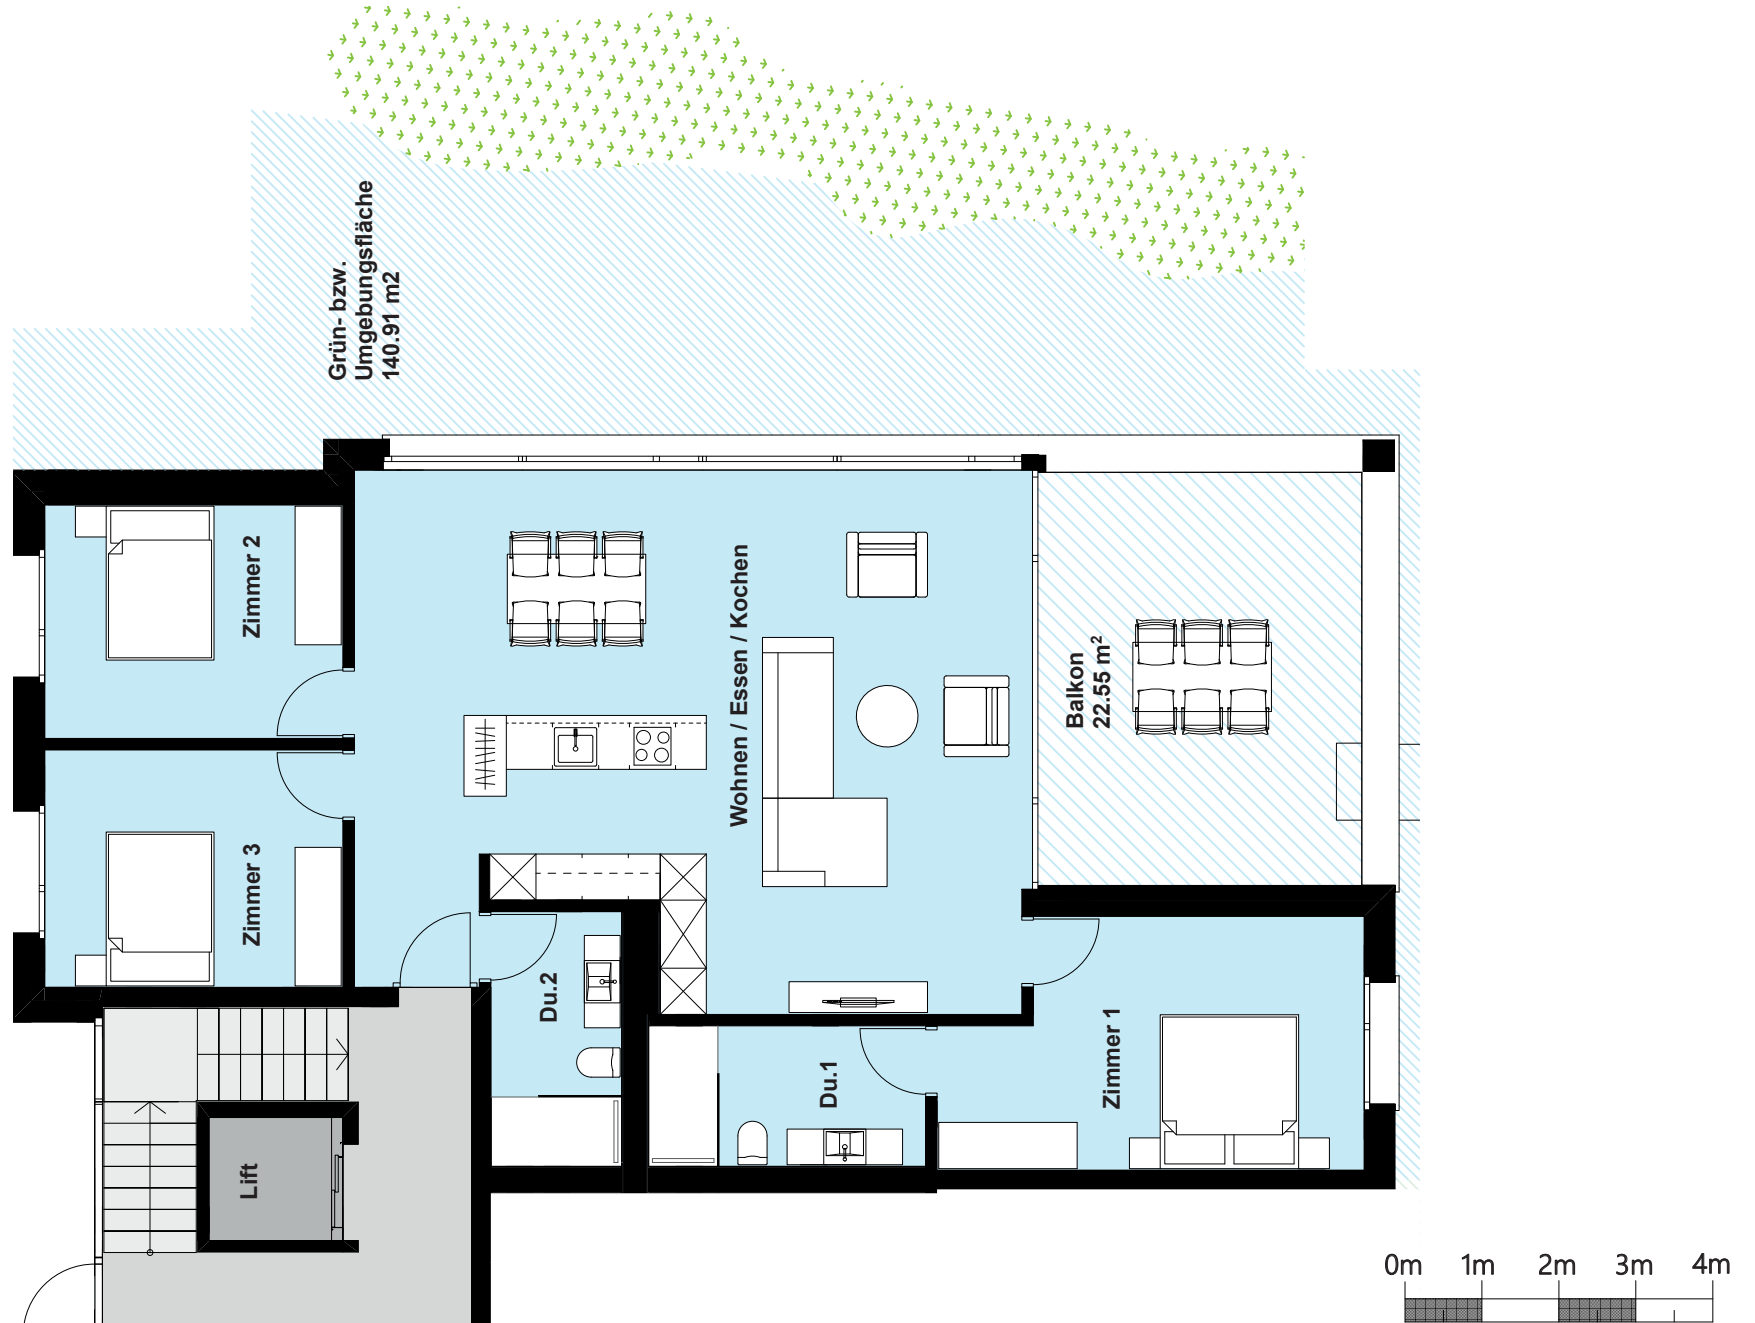 Grün- bzw.
Umgebungsfläche
140.91 m2
Zimmer 2
Wohnen / Essen / Kochen
Balkon
22.55 m²
Zimmer 3
Du.2
Du.1
Zimmer 1
Lift
0m 1m 2m 3m 4m